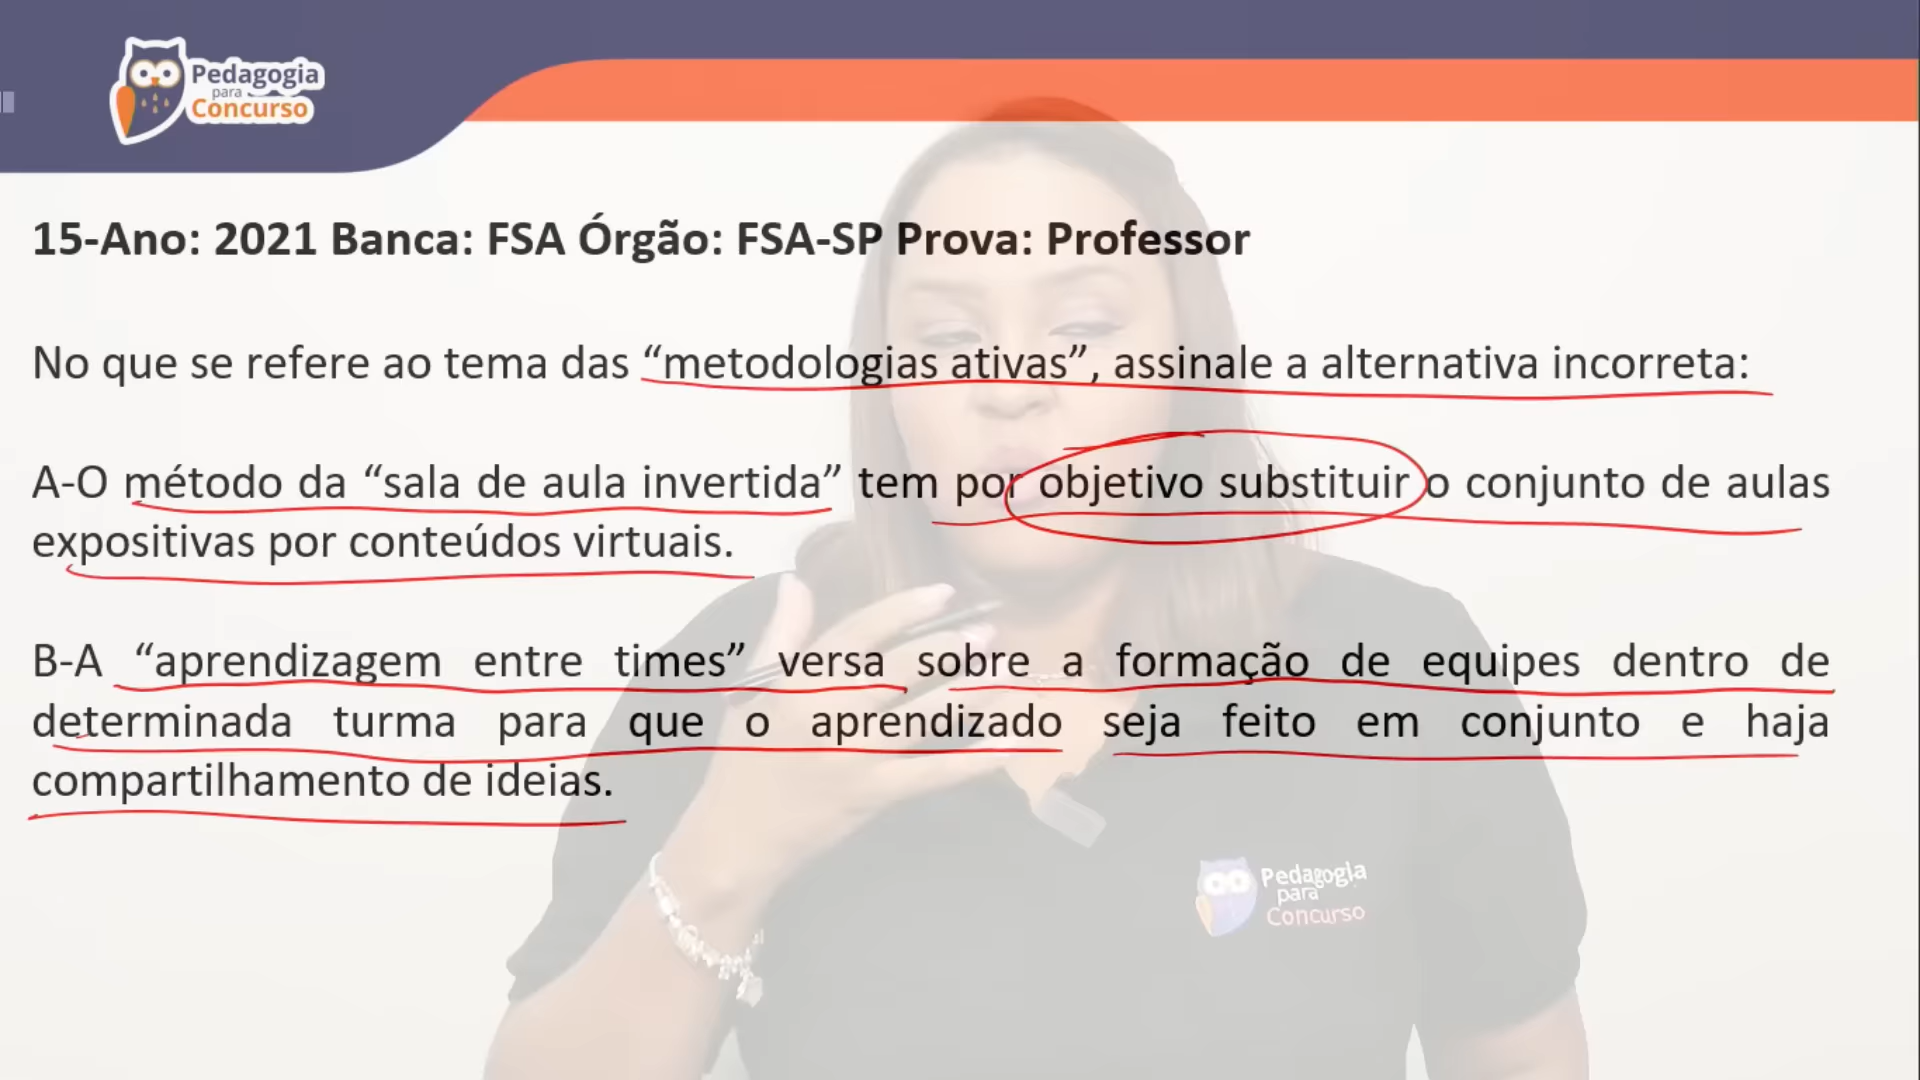 Pedagogia
para
Concurso
15-Ano: 2021 Banca: FSA Órgão: FSA-SP Prova: Professor
No que se refere ao tema das “metodologias ativas”, assinale a alternativa incorreta:
A-O método da “sala de aula invertida” tem por objetivo substituir o conjunto de aulas
expositivas por conteúdos virtuais.
B-A “aprendizagem entre times” versa sobre a formação de equipes dentro de
determinada turma para que o aprendizado seja feito em conjunto e haja
compartilhamento de ideias.
Pedagogia
para
Concurso